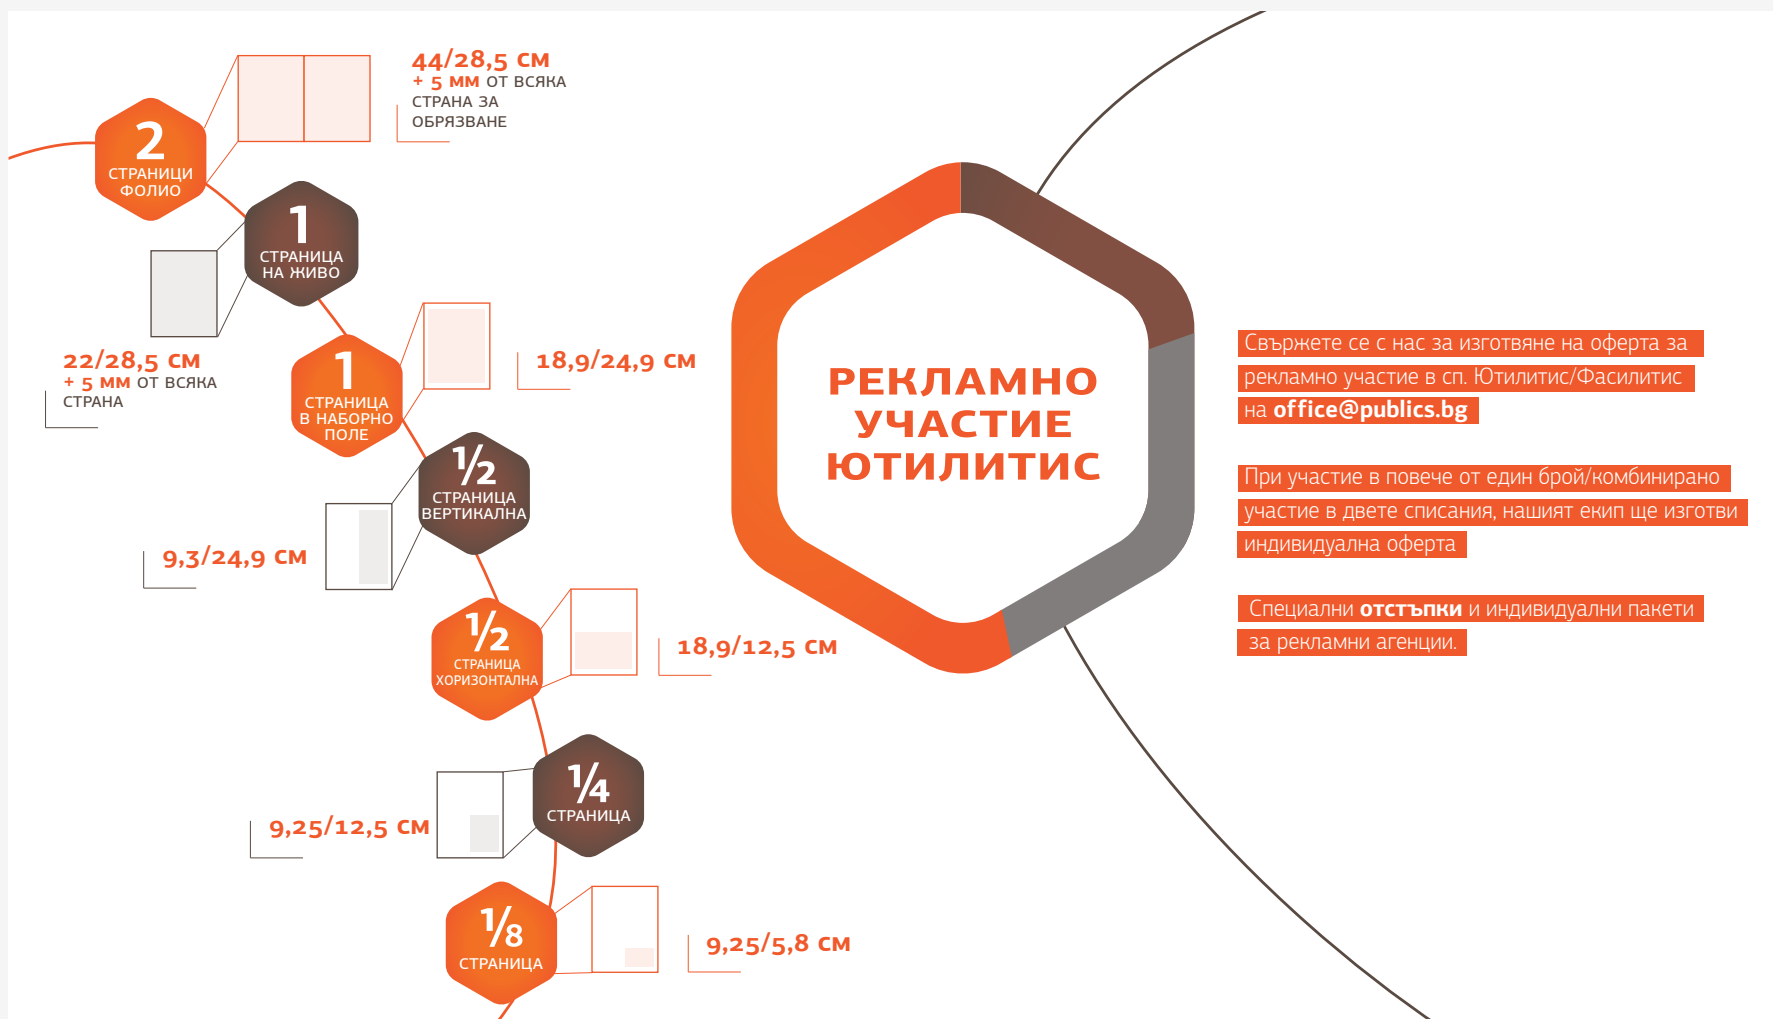 44/28,5 СМ
+ 5 ММ ОТ ВСЯКА
СТРАНА ЗА
ОБРЯЗВАНЕ
2
СТРАНИЦИ
ФОЛИО
1
СТРАНИЦА
НА ЖИВО
22/28,5 СМ
+ 5 ММ ОТ ВСЯКА
СТРАНА
1
СТРАНИЦА
В НАБОРНО
ПОЛЕ
18,9/24,9 СМ
1/2
СТРАНИЦА
ВЕРТИКАЛНА
9,3/24,9 СМ
1/2
СТРАНИЦА
ХОРИЗОНТАЛНА
18,9/12,5 СМ
1/4
СТРАНИЦА
9,25/12,5 СМ
1/8
СТРАНИЦА
9,25/5,8 СМ
РЕКЛАМНО
УЧАСТИЕ
ЮТИЛИТИС
Свържете се с нас за изготвяне на оферта за
рекламно участие в сп. Ютилитис/Фасилитис
на office@publics.bg
При участие в повече от един брой/комбинирано
участие в двете списания, нашият екип ще изготви
индивидуална оферта
Специални отстъпки и индивидуални пакети
за рекламни агенции.